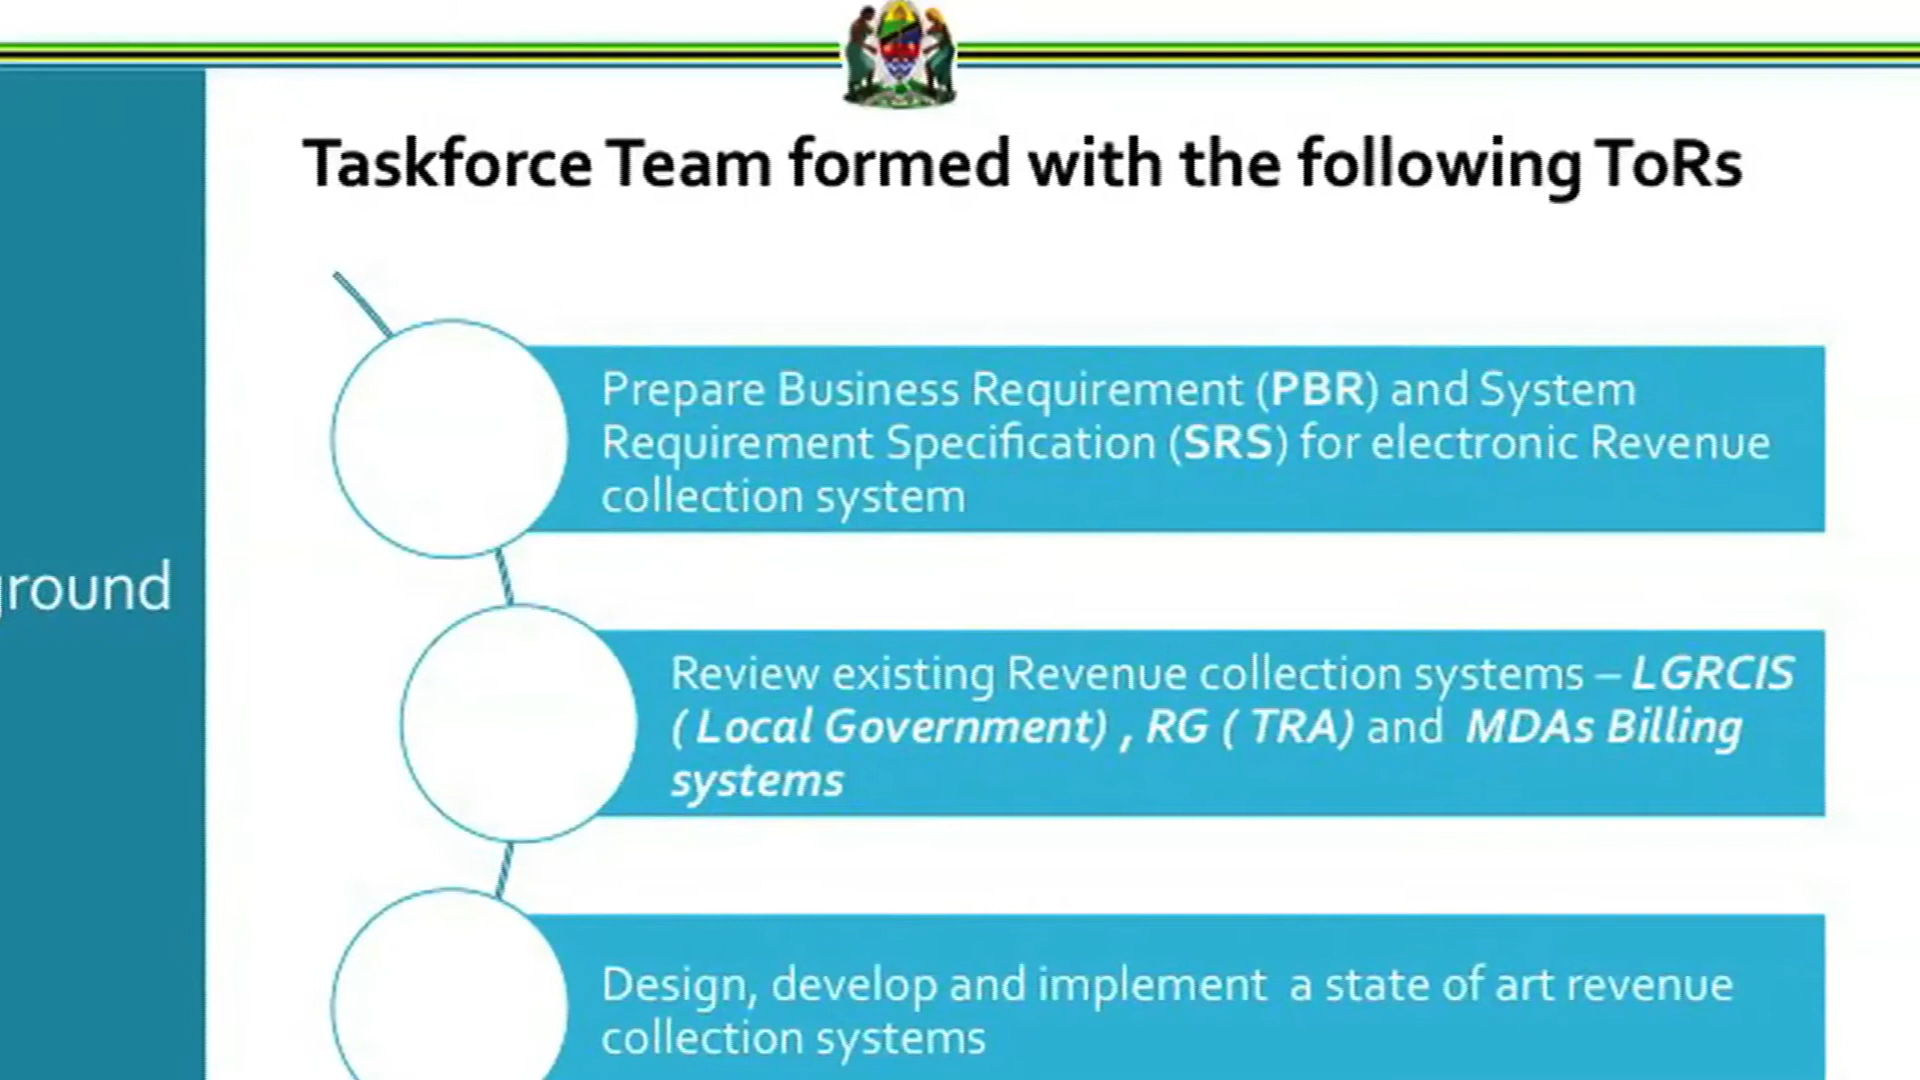 Taskforce Team formed with the following ToRs
Prepare Business Requirement (PBR) and System
Requirement Specification (SRS) for electronic Revenue
collection system
ground
Review existing Revenue collection systems – LGRCIS
( Local Government) , RG ( TRA) and MDAs Billing
systems
Design, develop and implement a state of art revenue
collection systems